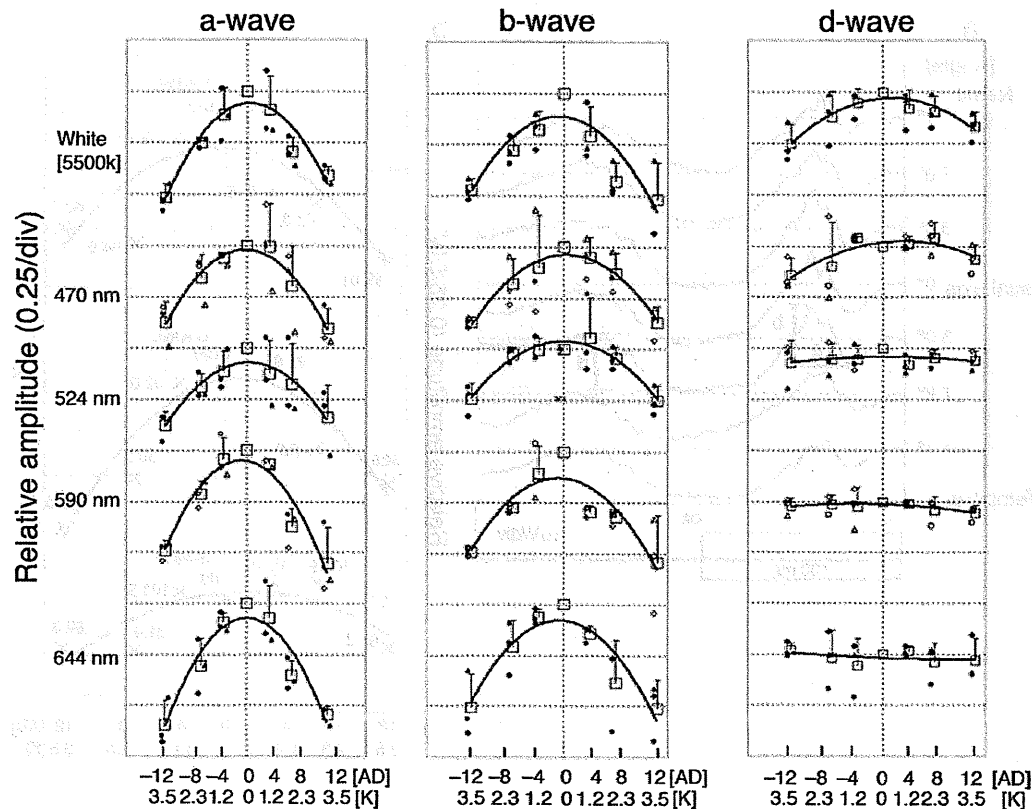 a-wave b-wave d-wave
Relative amplitude (0.25/div)
White
[5500k]
470 nm
524 nm
590 nm
644 nm
−12 −8 −4 0 4 8 12 [AD]
3.5 2.3 1.2 0 1.2 2.3 3.5 [K]
−12 −8 −4 0 4 8 12 [AD]
3.5 2.3 1.2 0 1.2 2.3 3.5 [K]
−12 −8 −4 0 4 8 12 [AD]
3.5 2.3 1.2 0 1.2 2.3 3.5 [K]